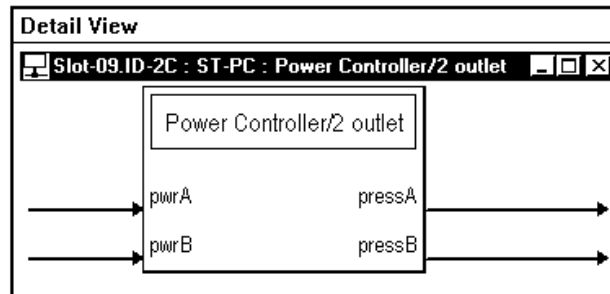 Detail View
Slot-09.ID-2C : ST-PC : Power Controller/2 outlet
Power Controller/2 outlet
pwrA pressA
pwrB pressB